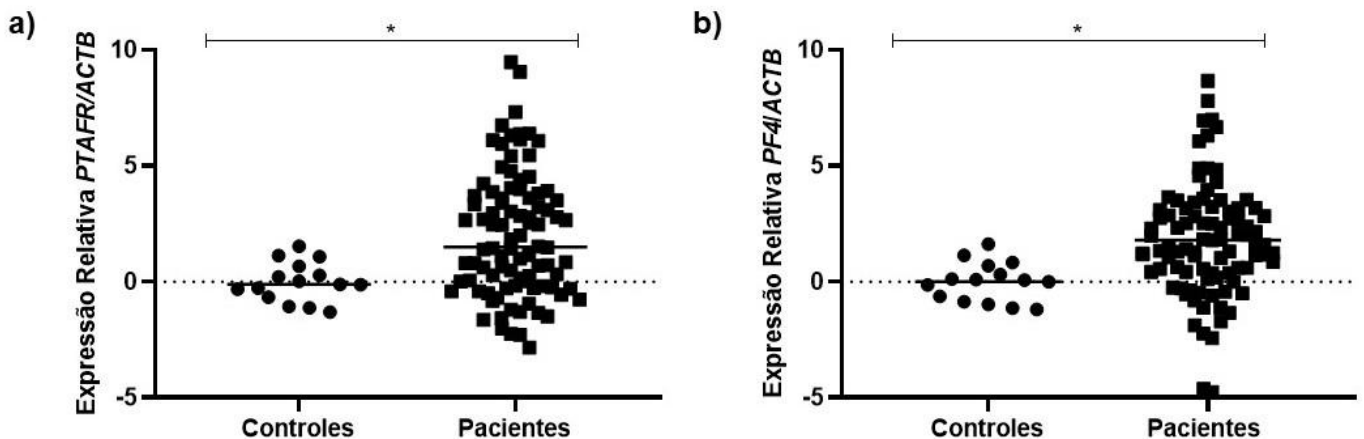 a)
*
Expressão Relativa PTAFR/ACTB
10
5
0
-5
Controles
Pacientes
b)
*
Expressão Relativa PF4/ACTB
10
5
0
-5
Controles
Pacientes